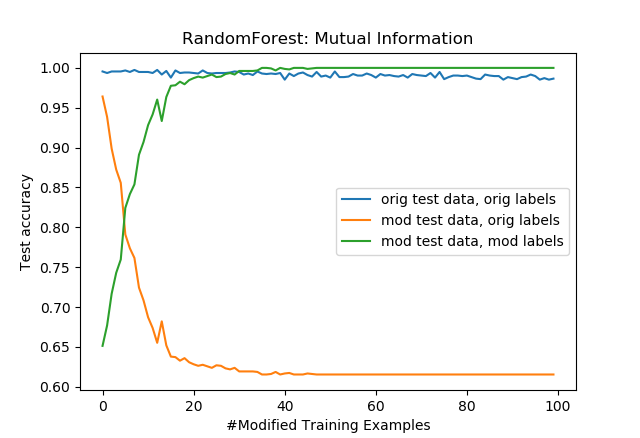 RandomForest: Mutual Information
Test accuracy
1.00
0.95
0.90
0.85
0.80
0.75
0.70
0.65
0.60
orig test data, orig labels
mod test data, orig labels
mod test data, mod labels
0 20 40 60 80 100
#Modified Training Examples